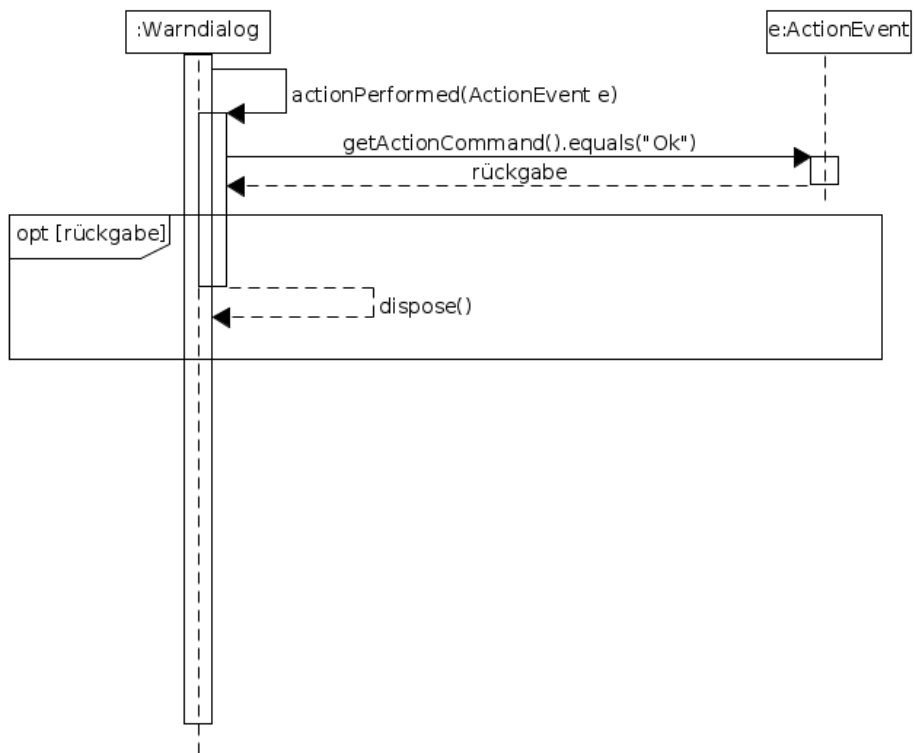 :Warndialog
e:ActionEvent
actionPerformed(ActionEvent e)
getActionCommand().equals("Ok")
rückgabe
opt [rückgabe]
dispose()